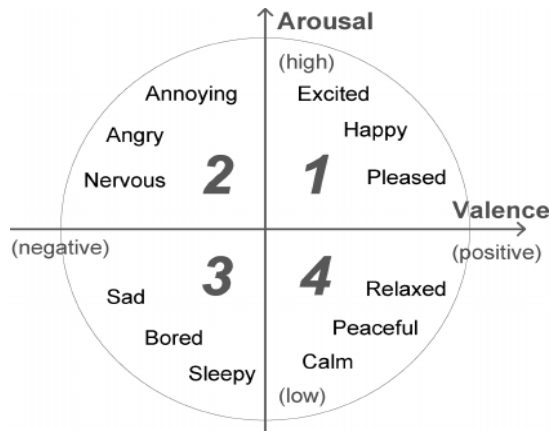 Arousal
(high)
Annoying Excited
Angry Happy
Nervous 2 1 Pleased
Valence
(negative) (positive)
3 4
Sad Relaxed
Bored Peaceful
Sleepy Calm
(low)